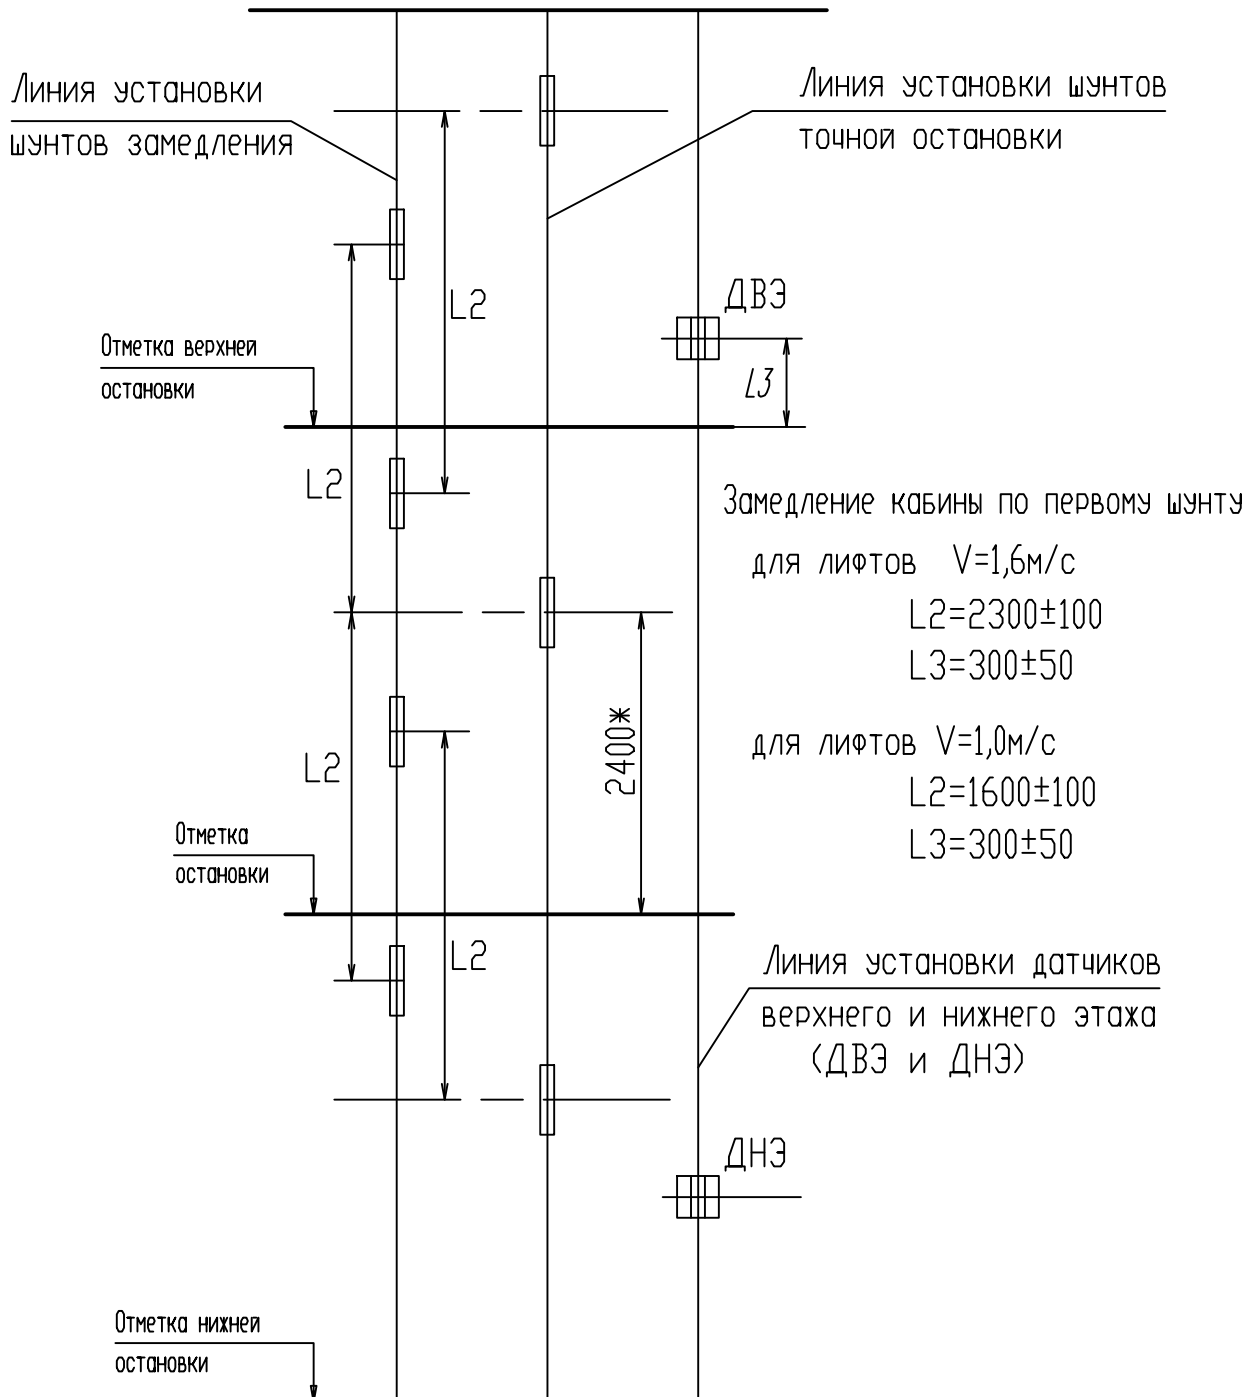 Линия установки
шунтов замедления
Линия установки шунтов
точной остановки
L2
ДВЭ
L3
Отметка верхней
остановки
L2
Замедление кабины по первому шунту
для лифтов V=1,6м/с
L2=2300±100
L3=300±50
для лифтов V=1,0м/с
L2=1600±100
L3=300±50
2400ж
L2
Отметка
остановки
L2
Линия установки датчиков
верхнего и нижнего этажа
(ДВЭ и ДНЭ)
ДНЭ
Отметка нижней
остановки